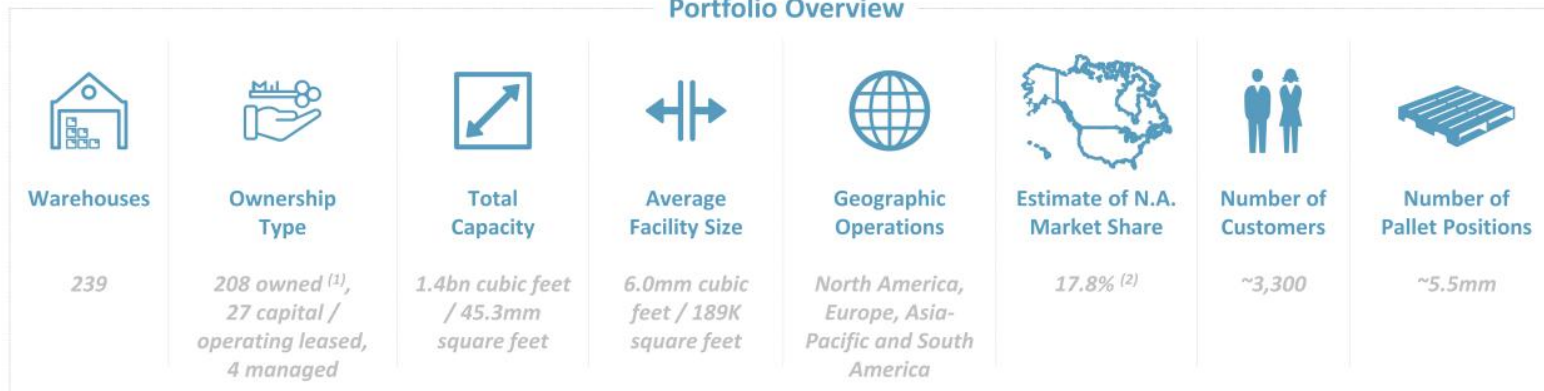 Portfolio Overview
Warehouses
239
Ownership
Type
208 owned (1),
27 capital /
operating leased,
4 managed
Total
Capacity
1.4bn cubic feet
/ 45.3mm
square feet
Average
Facility Size
6.0mm cubic
feet / 189K
square feet
Geographic
Operations
North America,
Europe, Asia-
Pacific and South
America
Estimate of N.A.
Market Share
17.8% (2)
Number of
Customers
~3,300
Number of
Pallet Positions
~5.5mm